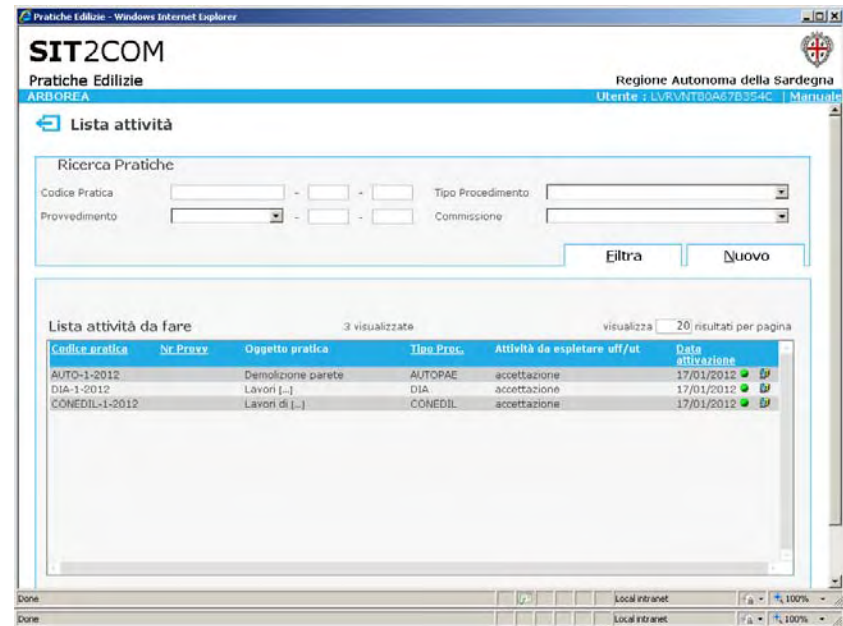 Pratiche Edilizie - Windows Internet Explorer
SIT2COM
Pratiche Edilizie
Regione Autonoma della Sardegna
ARBOREA
Utente : LVRVNT80A67B354C | Manuale
Lista attività
Ricerca Pratiche
Codice Pratica - - Tipo Procedimento
Provvedimento - - Commissione
Filtra Nuovo
Lista attività da fare 3 visualizzate visualizza 20 risultati per pagina
Codice pratica Nr Provv Oggetto pratica Tipo Proc. Attività da espletare uff/ut Data attivazione
AUTO-1-2012 Demolizione parete AUTOPAE accettazione 17/01/2012
DIA-1-2012 Lavori [...] DIA accettazione 17/01/2012
CONEDIL-1-2012 Lavori di [...] CONEDIL accettazione 17/01/2012
Done Local intranet 100%
Done Local intranet 100%